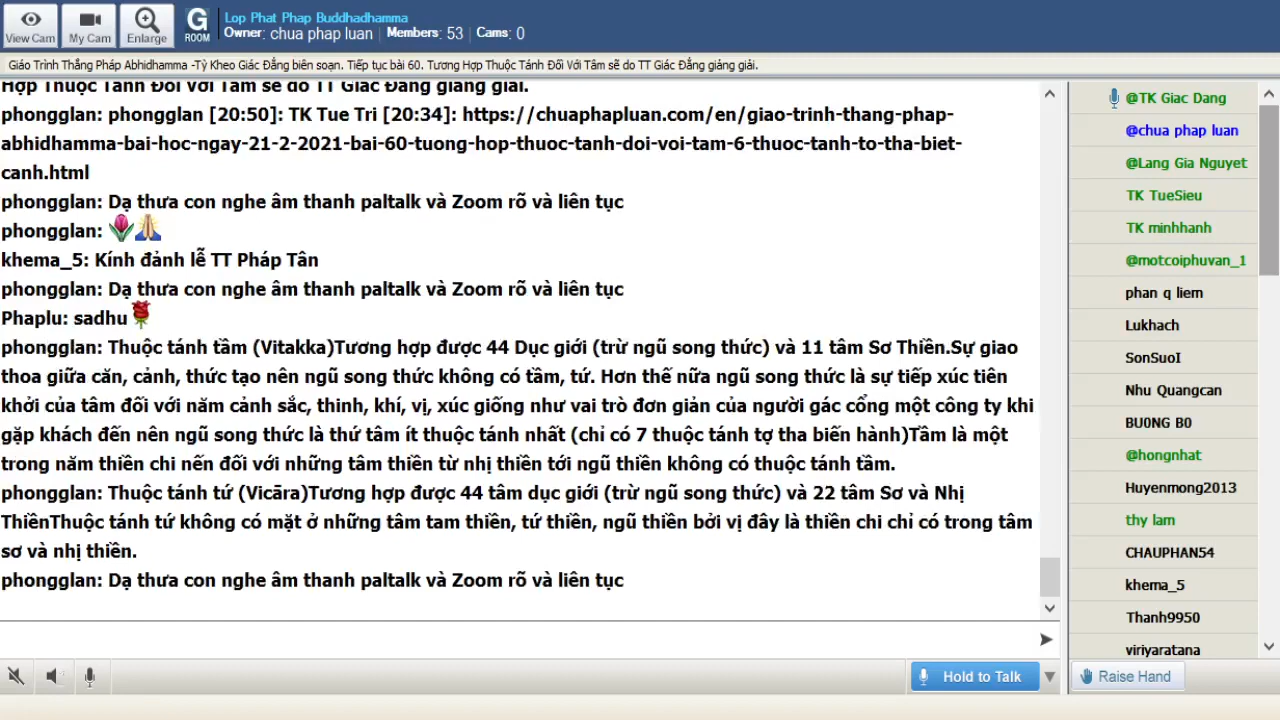 Lop Phat Phap Buddhadhamma
Owner: chua phap luan Members: 53 Cams: 0
View Cam My Cam Enlarge G ROOM
Giáo Trình Thắng Pháp Abhidhamma -Tỳ Kheo Giác Đẳng biên soạn. Tiếp tục bài 60. Tương Hợp Thuộc Tánh Đối Với Tâm sẽ do TT Giác Đẳng giảng giải.
Hợp Thuộc Tánh Đối Với Tâm sẽ do TT Giác Đẳng giảng giải.
phongglan: phongglan [20:50]: TK Tue Tri [20:34]: https://chuaphapluan.com/en/giao-trinh-thang-phap-
abhidhamma-bai-hoc-ngay-21-2-2021-bai-60-tuong-hop-thuoc-tanh-doi-voi-tam-6-thuoc-tanh-to-tha-biet-
canh.html
phongglan: Dạ thưa con nghe âm thanh paltalk và Zoom rõ và liên tục
phongglan:
khema_5: Kính đảnh lễ TT Pháp Tân
phongglan: Dạ thưa con nghe âm thanh paltalk và Zoom rõ và liên tục
Phaplu: sadhu
phongglan: Thuộc tánh tầm (Vitakka)Tương hợp được 44 Dục giới (trừ ngũ song thức) và 11 tâm Sơ Thiền.Sự giao
thoa giữa căn, cảnh, thức tạo nên ngũ song thức không có tầm, tứ. Hơn thế nữa ngũ song thức là sự tiếp xúc tiên
khởi của tâm đối với năm cảnh sắc, thinh, khí, vị, xúc giống như vai trò đơn giản của người gác cổng một công ty khi
gặp khách đến nên ngũ song thức là thứ tâm ít thuộc tánh nhất (chỉ có 7 thuộc tánh tợ tha biến hành)Tầm là một
trong năm thiền chi nến đối với những tâm thiền từ nhị thiền tới ngũ thiền không có thuộc tánh tầm.
phongglan: Thuộc tánh tứ (Vicāra)Tương hợp được 44 tâm dục giới (trừ ngũ song thức) và 22 tâm Sơ và Nhị
ThiềnThuộc tánh tứ không có mặt ở những tâm tam thiền, tứ thiền, ngũ thiền bởi vị đây là thiền chi chỉ có trong tâm
sơ và nhị thiền.
phongglan: Dạ thưa con nghe âm thanh paltalk và Zoom rõ và liên tục
@TK Giac Dang
@chua phap luan
@Lang Gia Nguyet
TK TueSieu
TK minhhanh
@motcoiphuvan_1
phan q liem
Lukhach
SonSuoI
Nhu Quangcan
BU0NG B0
@hongnhat
Huyenmong2013
thy lam
CHAUPHAN54
khema_5
Thanh9950
viriyaratana
Hold to Talk
Raise Hand